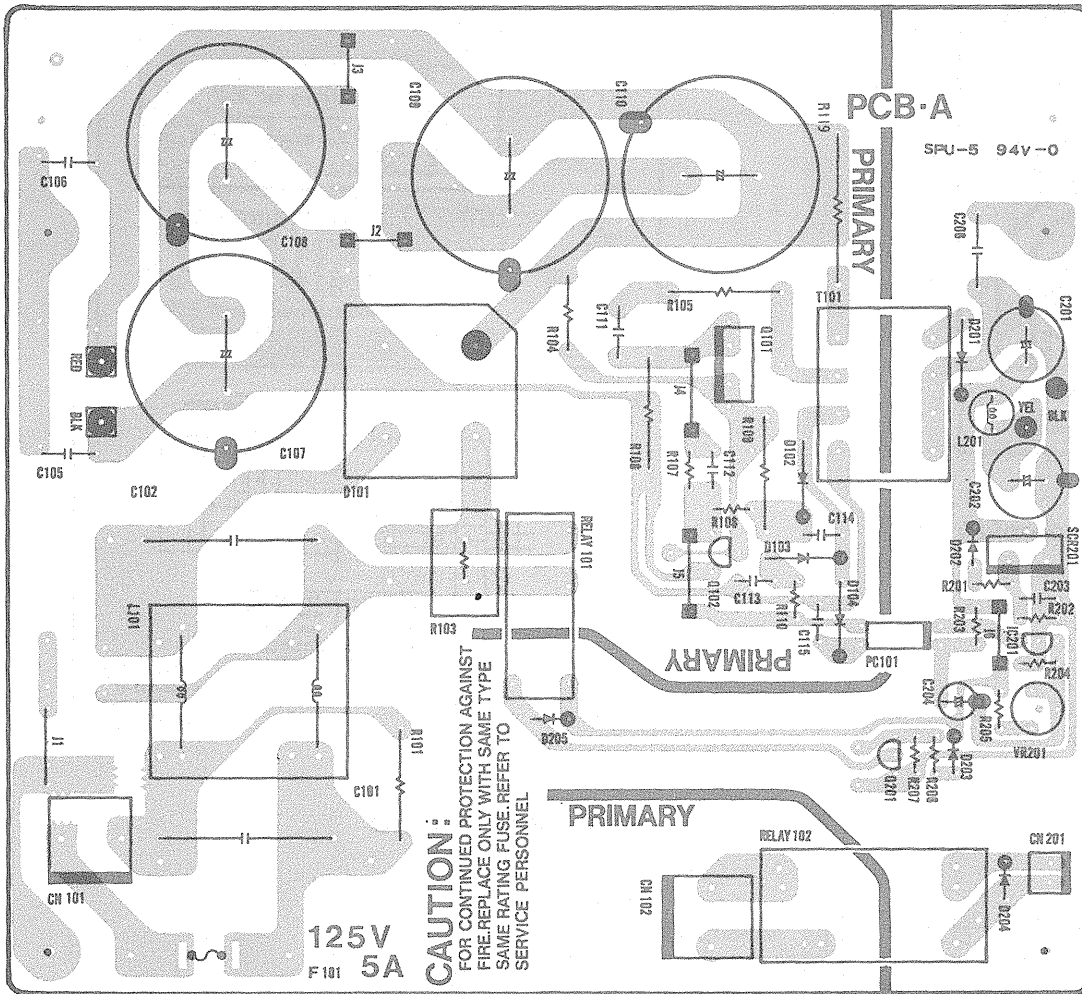 J3
C108
C110
R119
PCB-A
SPU-5 94V-0
PRIMARY
C106
C108
J2
C206
R105
T101
C201
C111
R104
Q101
D201
J4
RED
YEL
BLK
BLK
L201
R109
R108
R107
C112
D102
C105
C107
C102
D101
C202
R106
C114
RELAY 101
SCR201
D103
D202
J5
Q102
C113
R110
D104
R201
C203
R202
L101
R103
C115
PC101
R203
J6
IC201
R204
PRIMARY
C204
R205
J1
R101
D205
VR201
C101
Q201
R207
R206
D203
CAUTION:
FOR CONTINUED PROTECTION AGAINST
FIRE.REPLACE ONLY WITH SAME TYPE
SAME RATING FUSE.REFER TO
SERVICE PERSONNEL
PRIMARY
RELAY 102
CN 201
CN 101
CN 102
D204
125V
F101 5A